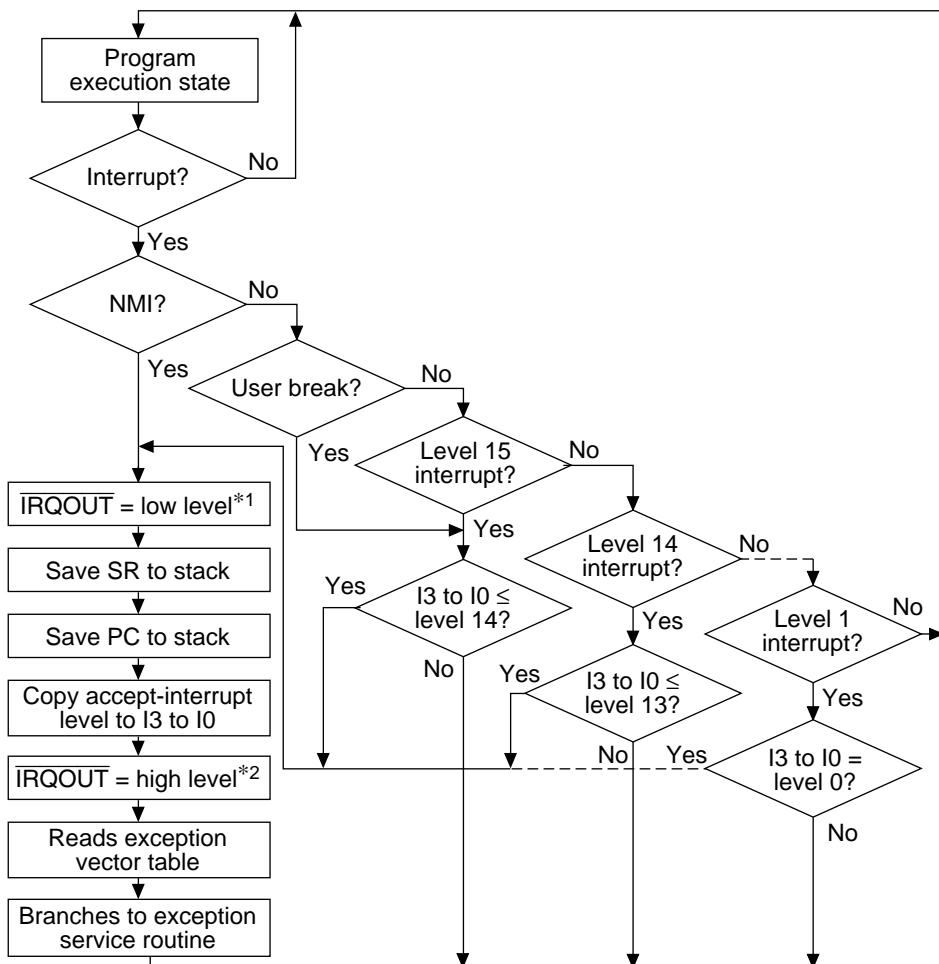 Program
execution state
No
Interrupt?
Yes
No
NMI?
Yes
No
User break?
Yes
Level 15
interrupt?
No
IRQOUT = low level*1
Yes
Level 14
interrupt?
No
Save SR to stack
Yes
I3 to I0 ≤
level 14?
Level 1
interrupt?
No
Save PC to stack
Yes
No
Yes
I3 to I0 ≤
level 13?
Copy accept-interrupt
level to I3 to I0
Yes
No
Yes
I3 to I0 =
level 0?
IRQOUT = high level*2
No
Reads exception
vector table
Branches to exception
service routine